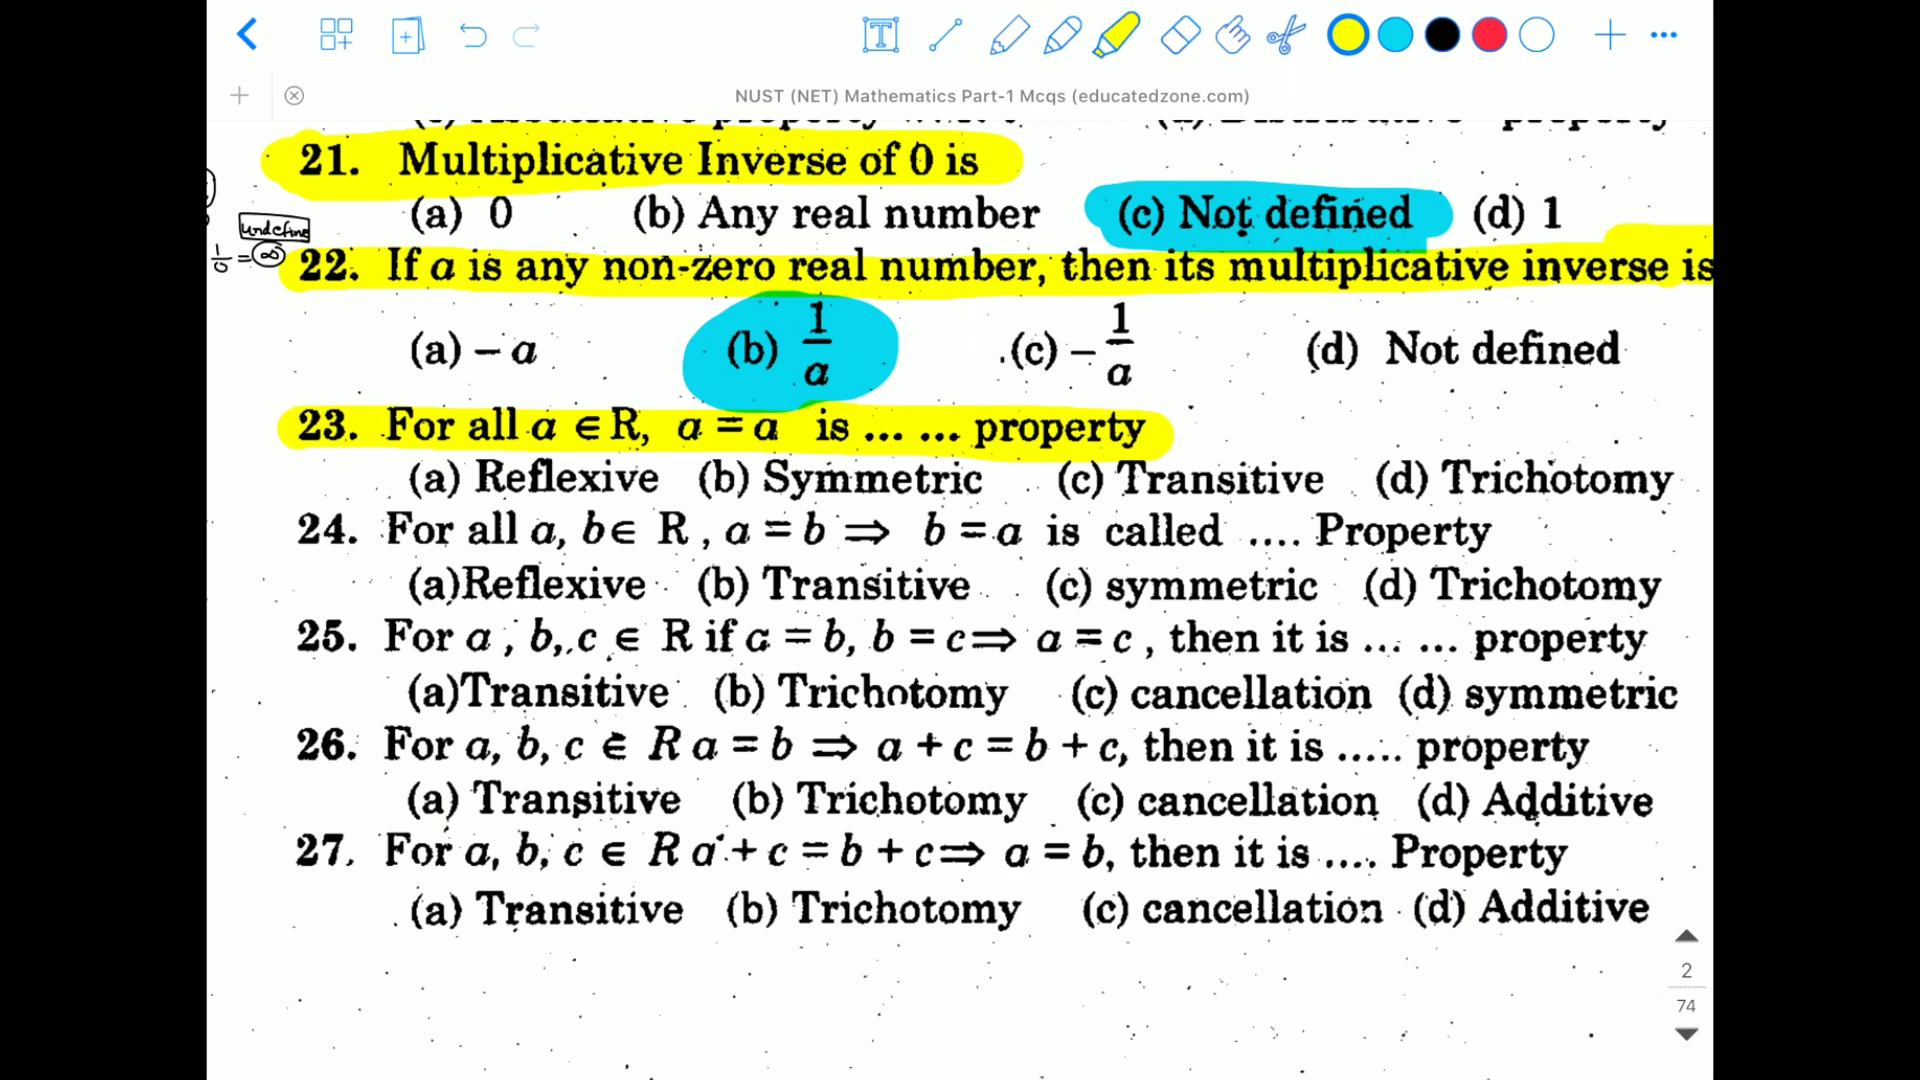 NUST (NET) Mathematics Part-1 Mcqs (educatedzone.com)
21. Multiplicative Inverse of 0 is
(a) 0 (b) Any real number (c) Not defined (d) 1
undefine
1/0 = ∞
22. If a is any non-zero real number, then its multiplicative inverse is
(a) – a (b) 1/a (c) – 1/a (d) Not defined
23. For all a ∈ R, a = a is ... ... property
(a) Reflexive (b) Symmetric (c) Transitive (d) Trichotomy
24. For all a, b ∈ R , a = b ⇒ b = a is called .... Property
(a)Reflexive (b) Transitive (c) symmetric (d) Trichotomy
25. For a , b, c ∈ R if a = b, b = c ⇒ a = c , then it is ... ... property
(a)Transitive (b) Trichotomy (c) cancellation (d) symmetric
26. For a, b, c ∈ R a = b ⇒ a + c = b + c, then it is ..... property
(a) Transitive (b) Trichotomy (c) cancellation (d) Additive
27. For a, b, c ∈ R a + c = b + c ⇒ a = b, then it is .... Property
(a) Transitive (b) Trichotomy (c) cancellation (d) Additive
2
74